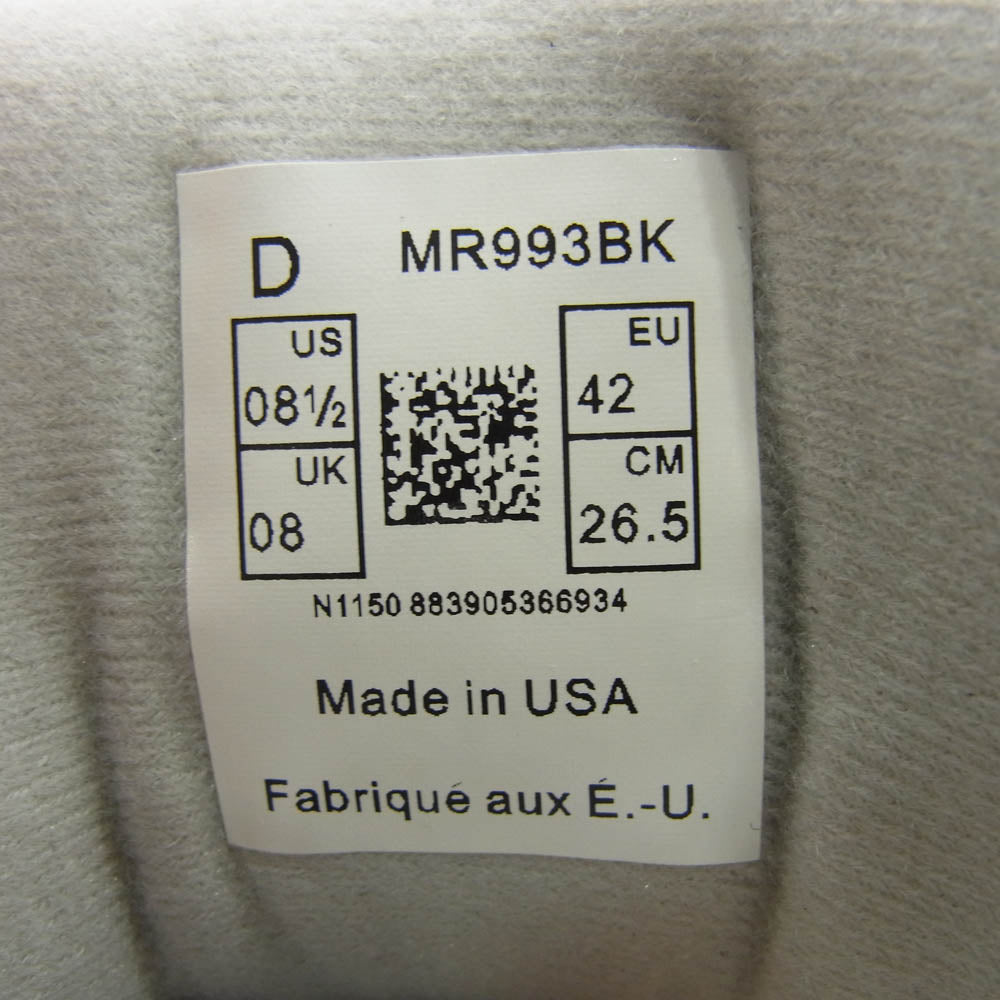 D MR993BK
US EU
08½ 42
UK CM
08 26.5
N1150 883905366934
Made in USA
Fabriqué aux É.-U.